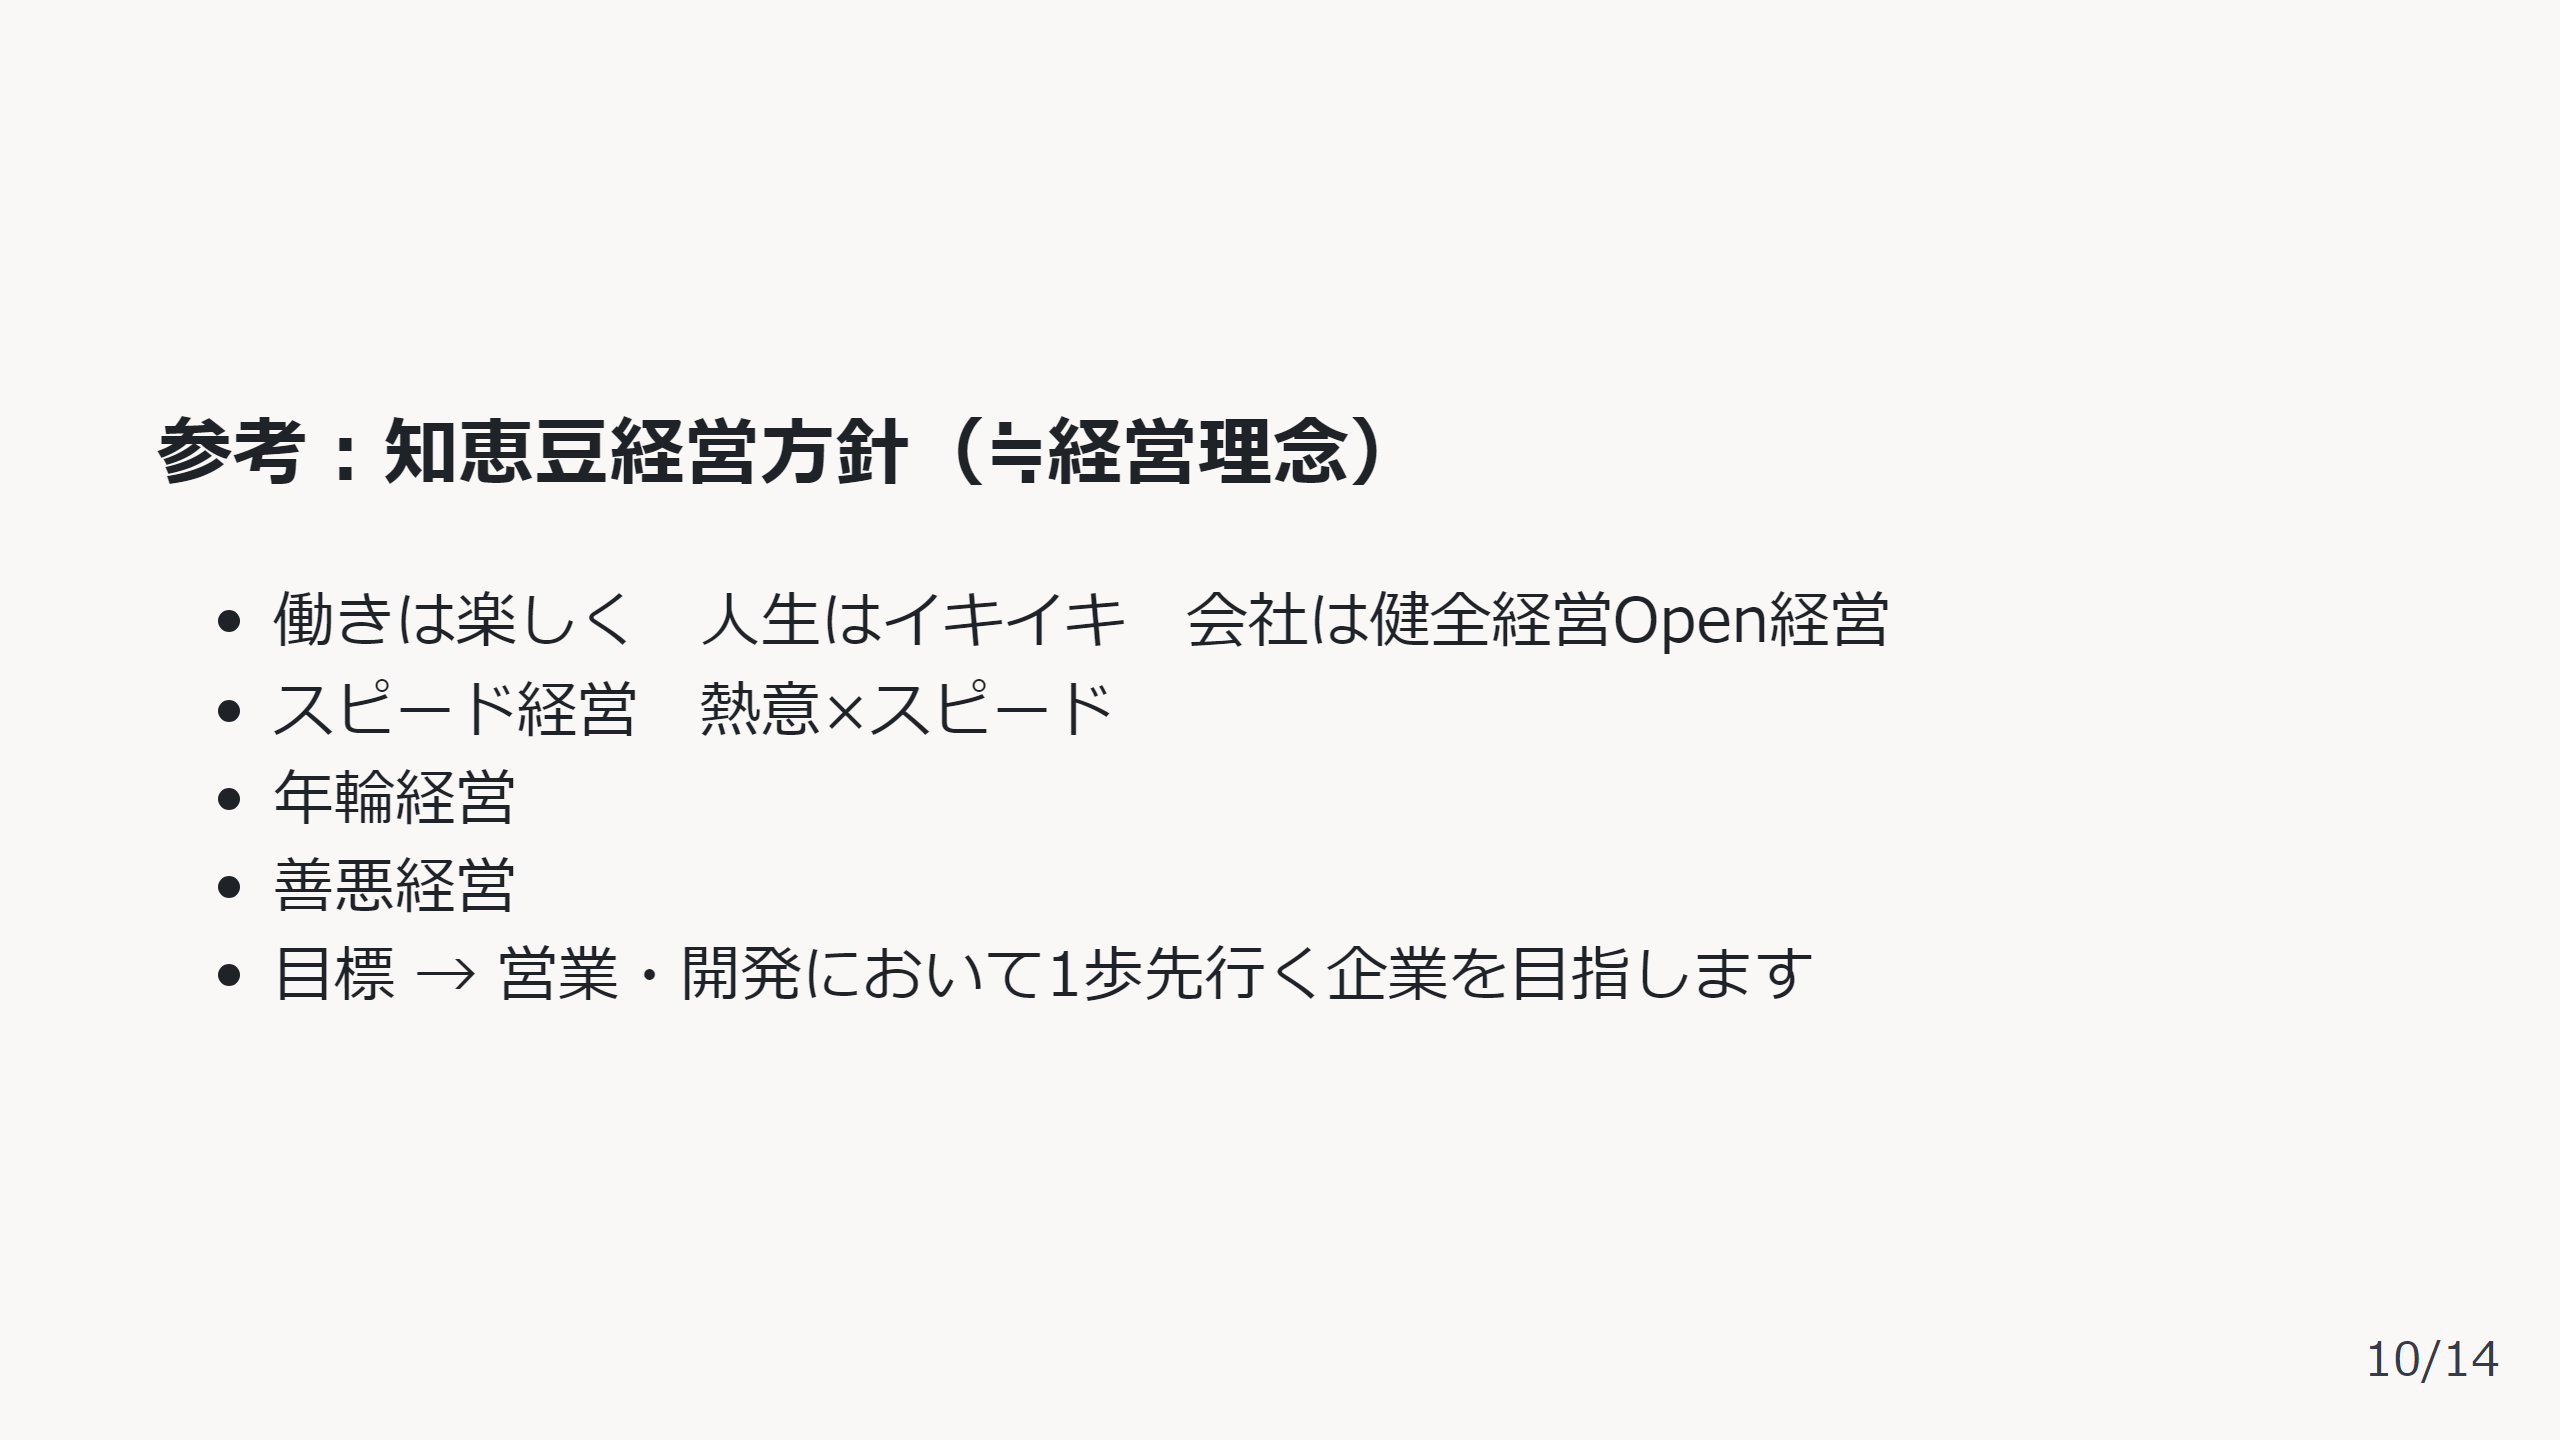 参考：知恵豆経営方針（≒経営理念）
• 働きは楽しく　人生はイキイキ　会社は健全経営Open経営
• スピード経営　熱意×スピード
• 年輪経営
• 善悪経営
• 目標 → 営業・開発において1歩先行く企業を目指します
10/14